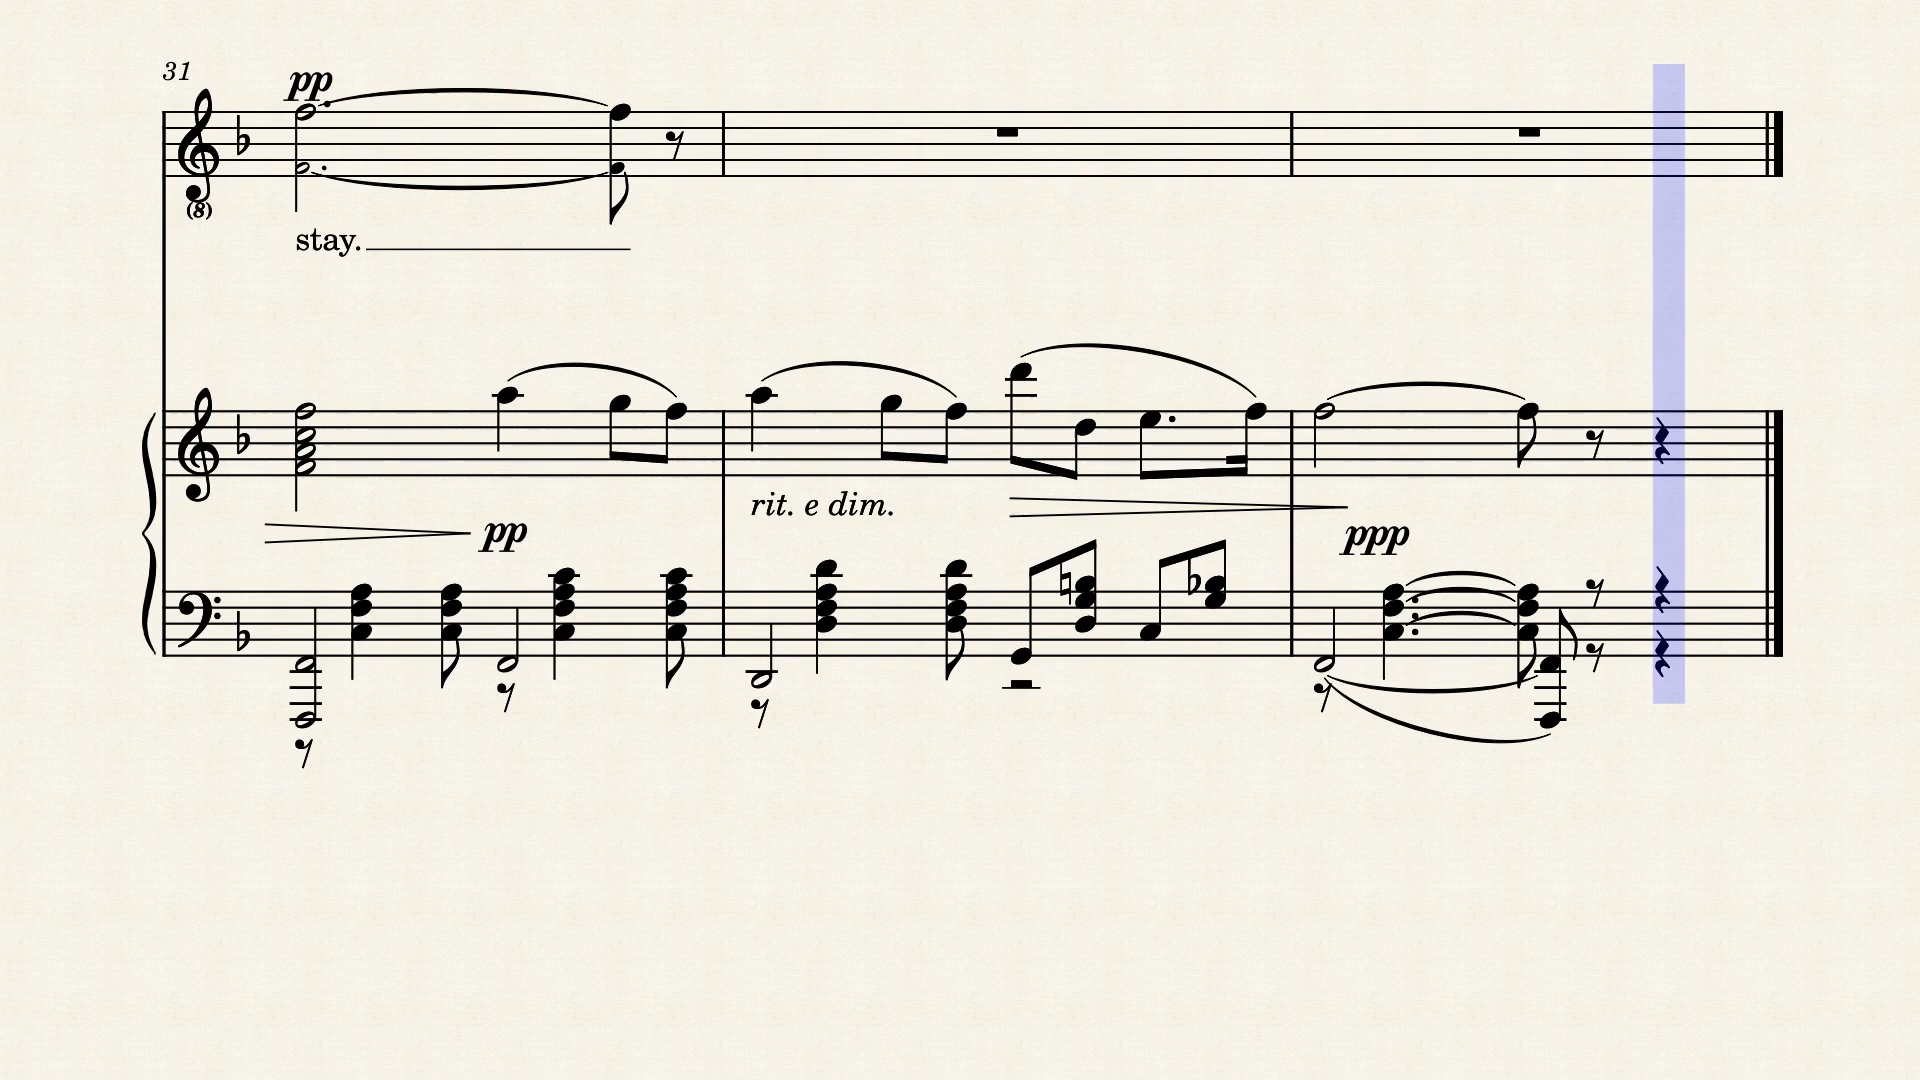 31
pp
(8)
stay.
rit. e dim.
pp
ppp